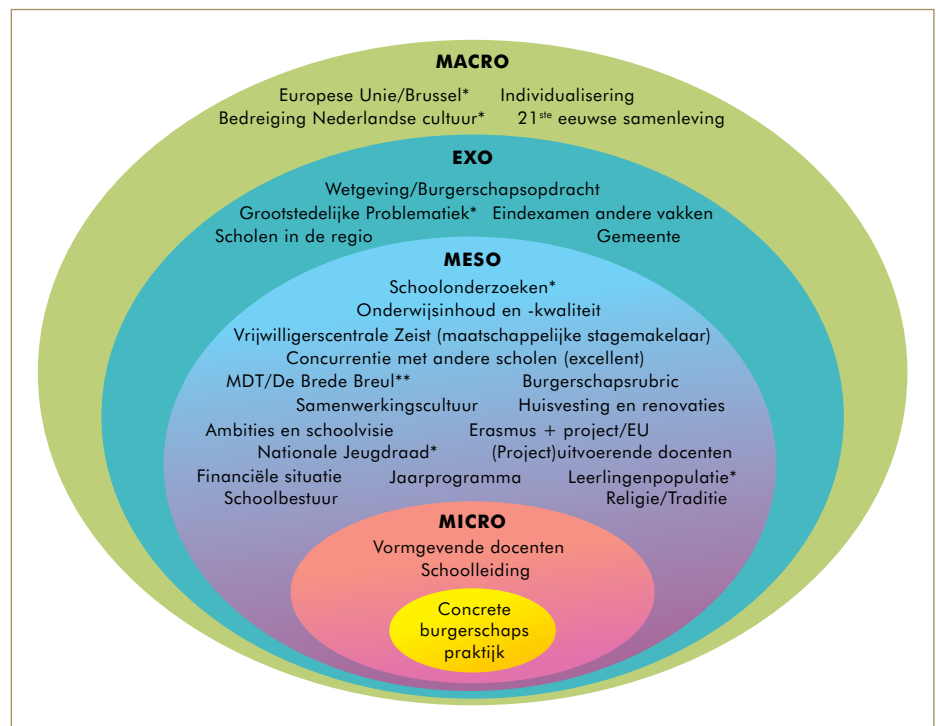 MACRO
Europese Unie/Brussel* Individualisering
Bedreiging Nederlandse cultuur* 21ste eeuwse samenleving
EXO
Wetgeving/Burgerschapsopdracht
Grootstedelijke Problematiek* Eindexamen andere vakken
Scholen in de regio Gemeente
MESO
Schoolonderzoeken*
Onderwijsinhoud en -kwaliteit
Vrijwilligerscentrale Zeist (maatschappelijke stagemakelaar)
Concurrentie met andere scholen (excellent)
MDT/De Brede Breul** Burgerschapsrubric
Samenwerkingscultuur Huisvesting en renovaties
Ambities en schoolvisie Erasmus + project/EU
Nationale Jeugdraad* (Project)uitvoerende docenten
Financiële situatie Jaarprogramma Leerlingenpopulatie*
Schoolbestuur Religie/Traditie
MICRO
Vormgevende docenten
Schoolleiding
Concrete
burgerschaps
praktijk